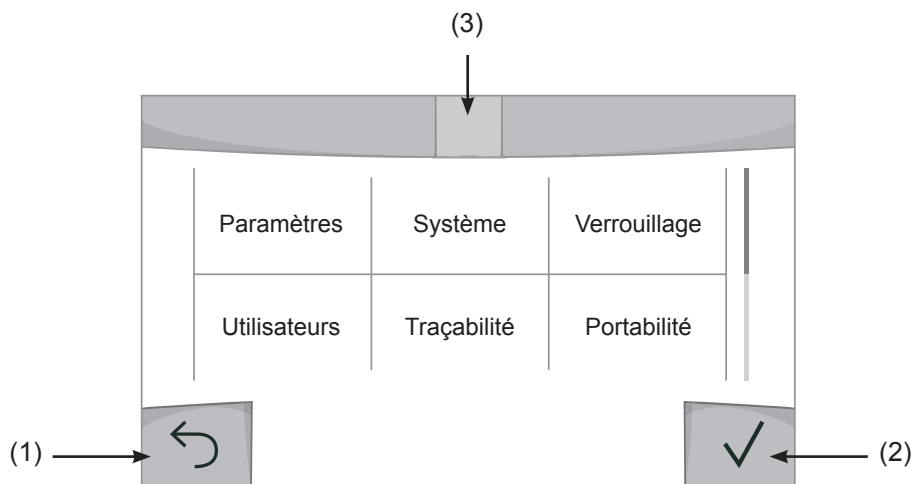 (3)
Paramètres Système Verrouillage
Utilisateurs Traçabilité Portabilité
(1) (2)